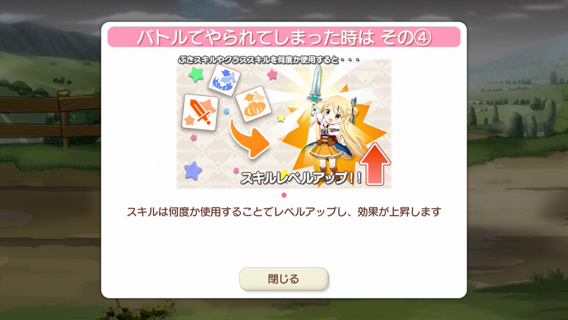 バトルでやられてしまった時は その④
ぶきスキルやクラススキルを何度か使用すると・・・
スキルレベルアップ！！
スキルは何度か使用することでレベルアップし、効果が上昇します
閉じる